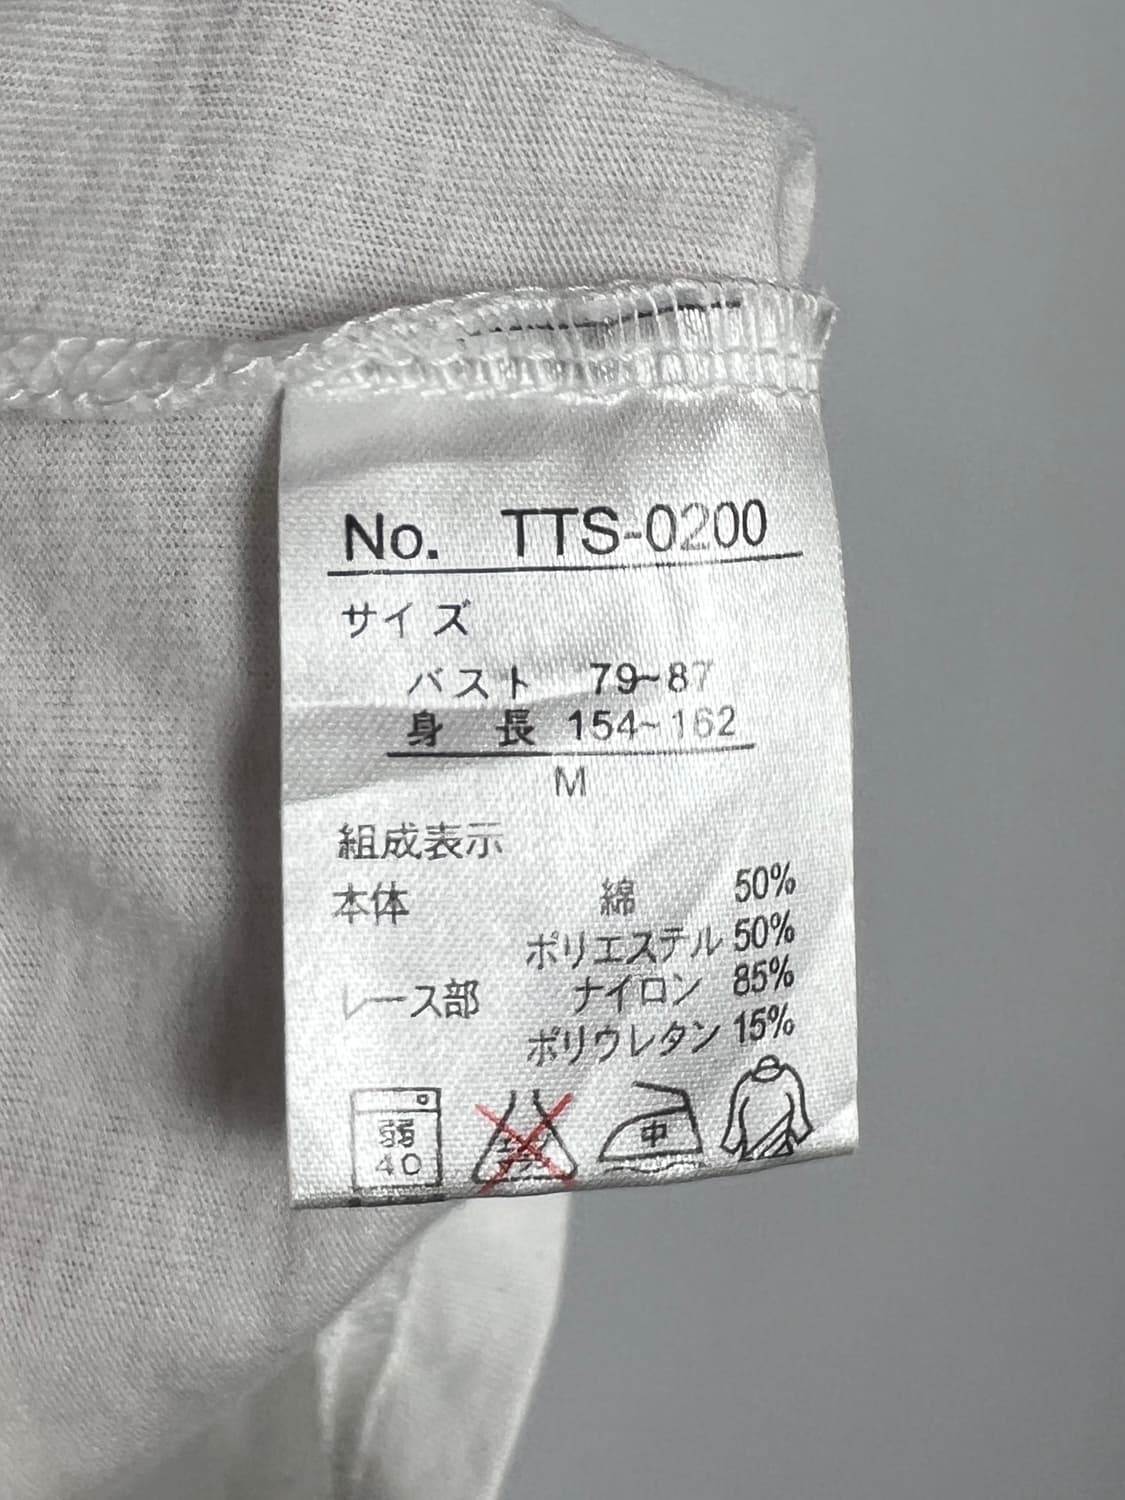 No. TTS-0200
サイズ
バスト 79~87
身長 154~162
M
組成表示
本体 綿 50%
ポリエステル 50%
レース部 ナイロン 85%
ポリウレタン 15%
弱 中
40